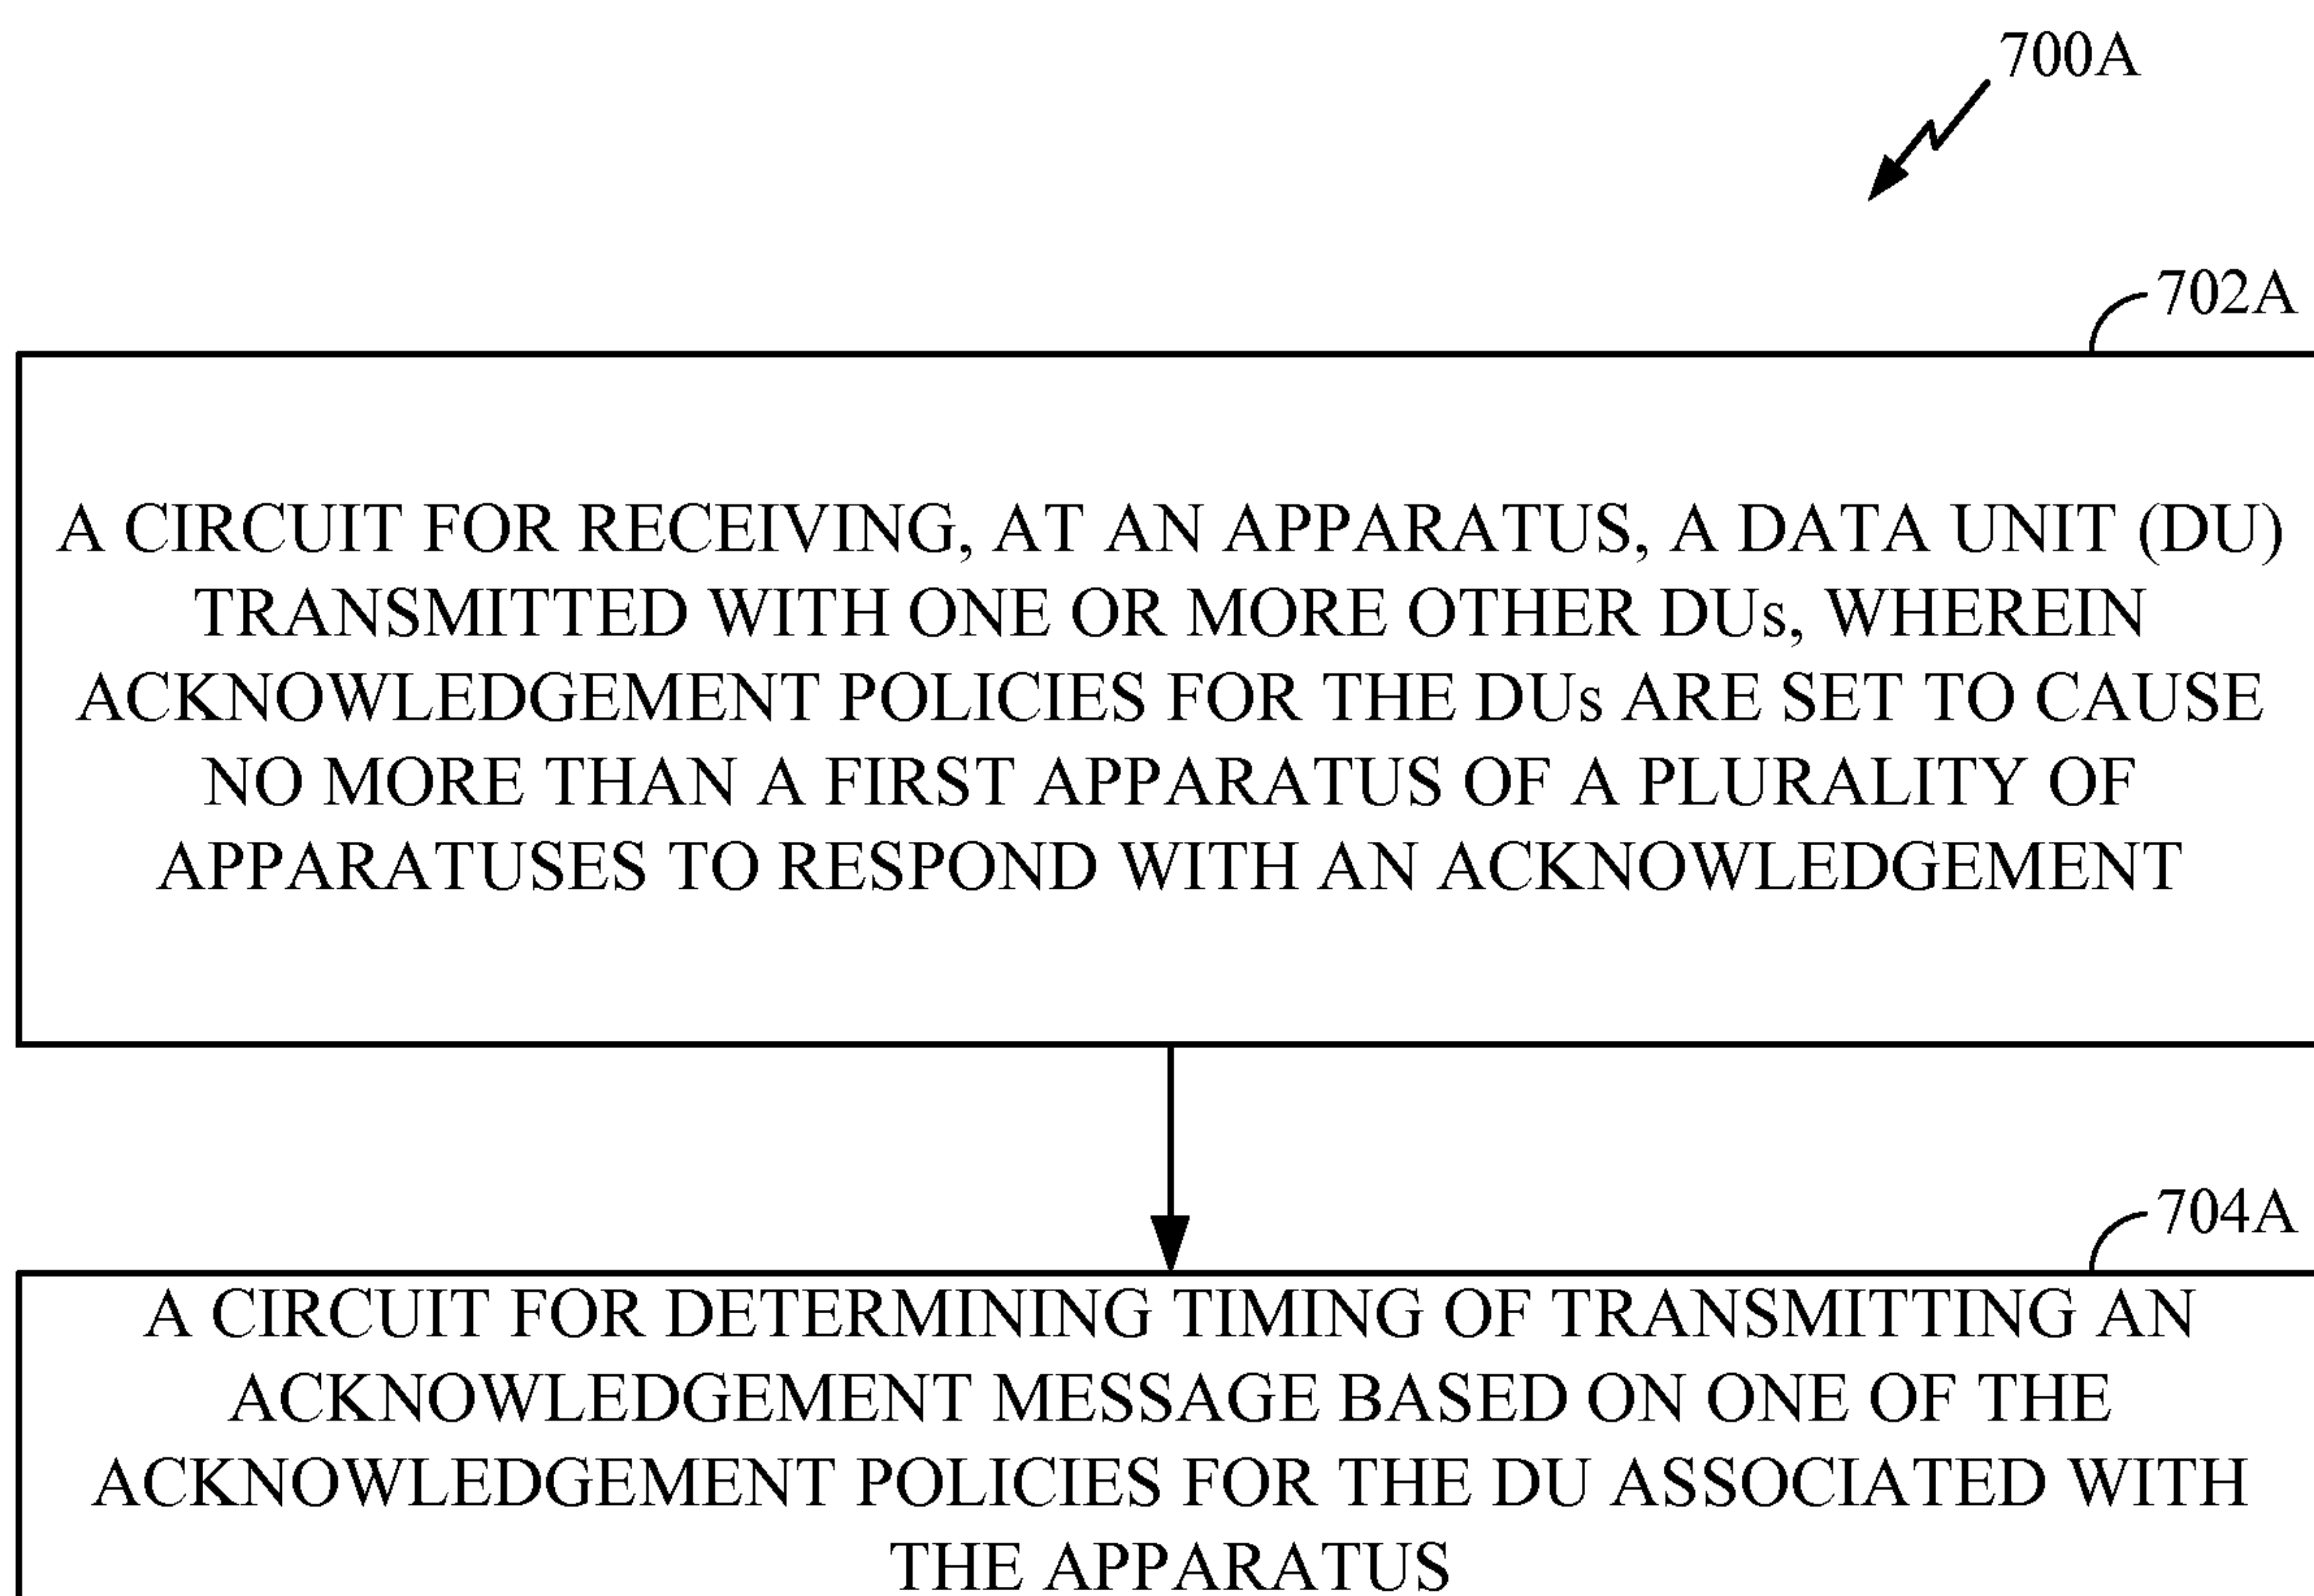 700A
702A
A CIRCUIT FOR RECEIVING, AT AN APPARATUS, A DATA UNIT (DU)
TRANSMITTED WITH ONE OR MORE OTHER DUs, WHEREIN
ACKNOWLEDGEMENT POLICIES FOR THE DUs ARE SET TO CAUSE
NO MORE THAN A FIRST APPARATUS OF A PLURALITY OF
APPARATUSES TO RESPOND WITH AN ACKNOWLEDGEMENT
704A
A CIRCUIT FOR DETERMINING TIMING OF TRANSMITTING AN
ACKNOWLEDGEMENT MESSAGE BASED ON ONE OF THE
ACKNOWLEDGEMENT POLICIES FOR THE DU ASSOCIATED WITH
THE APPARATUS